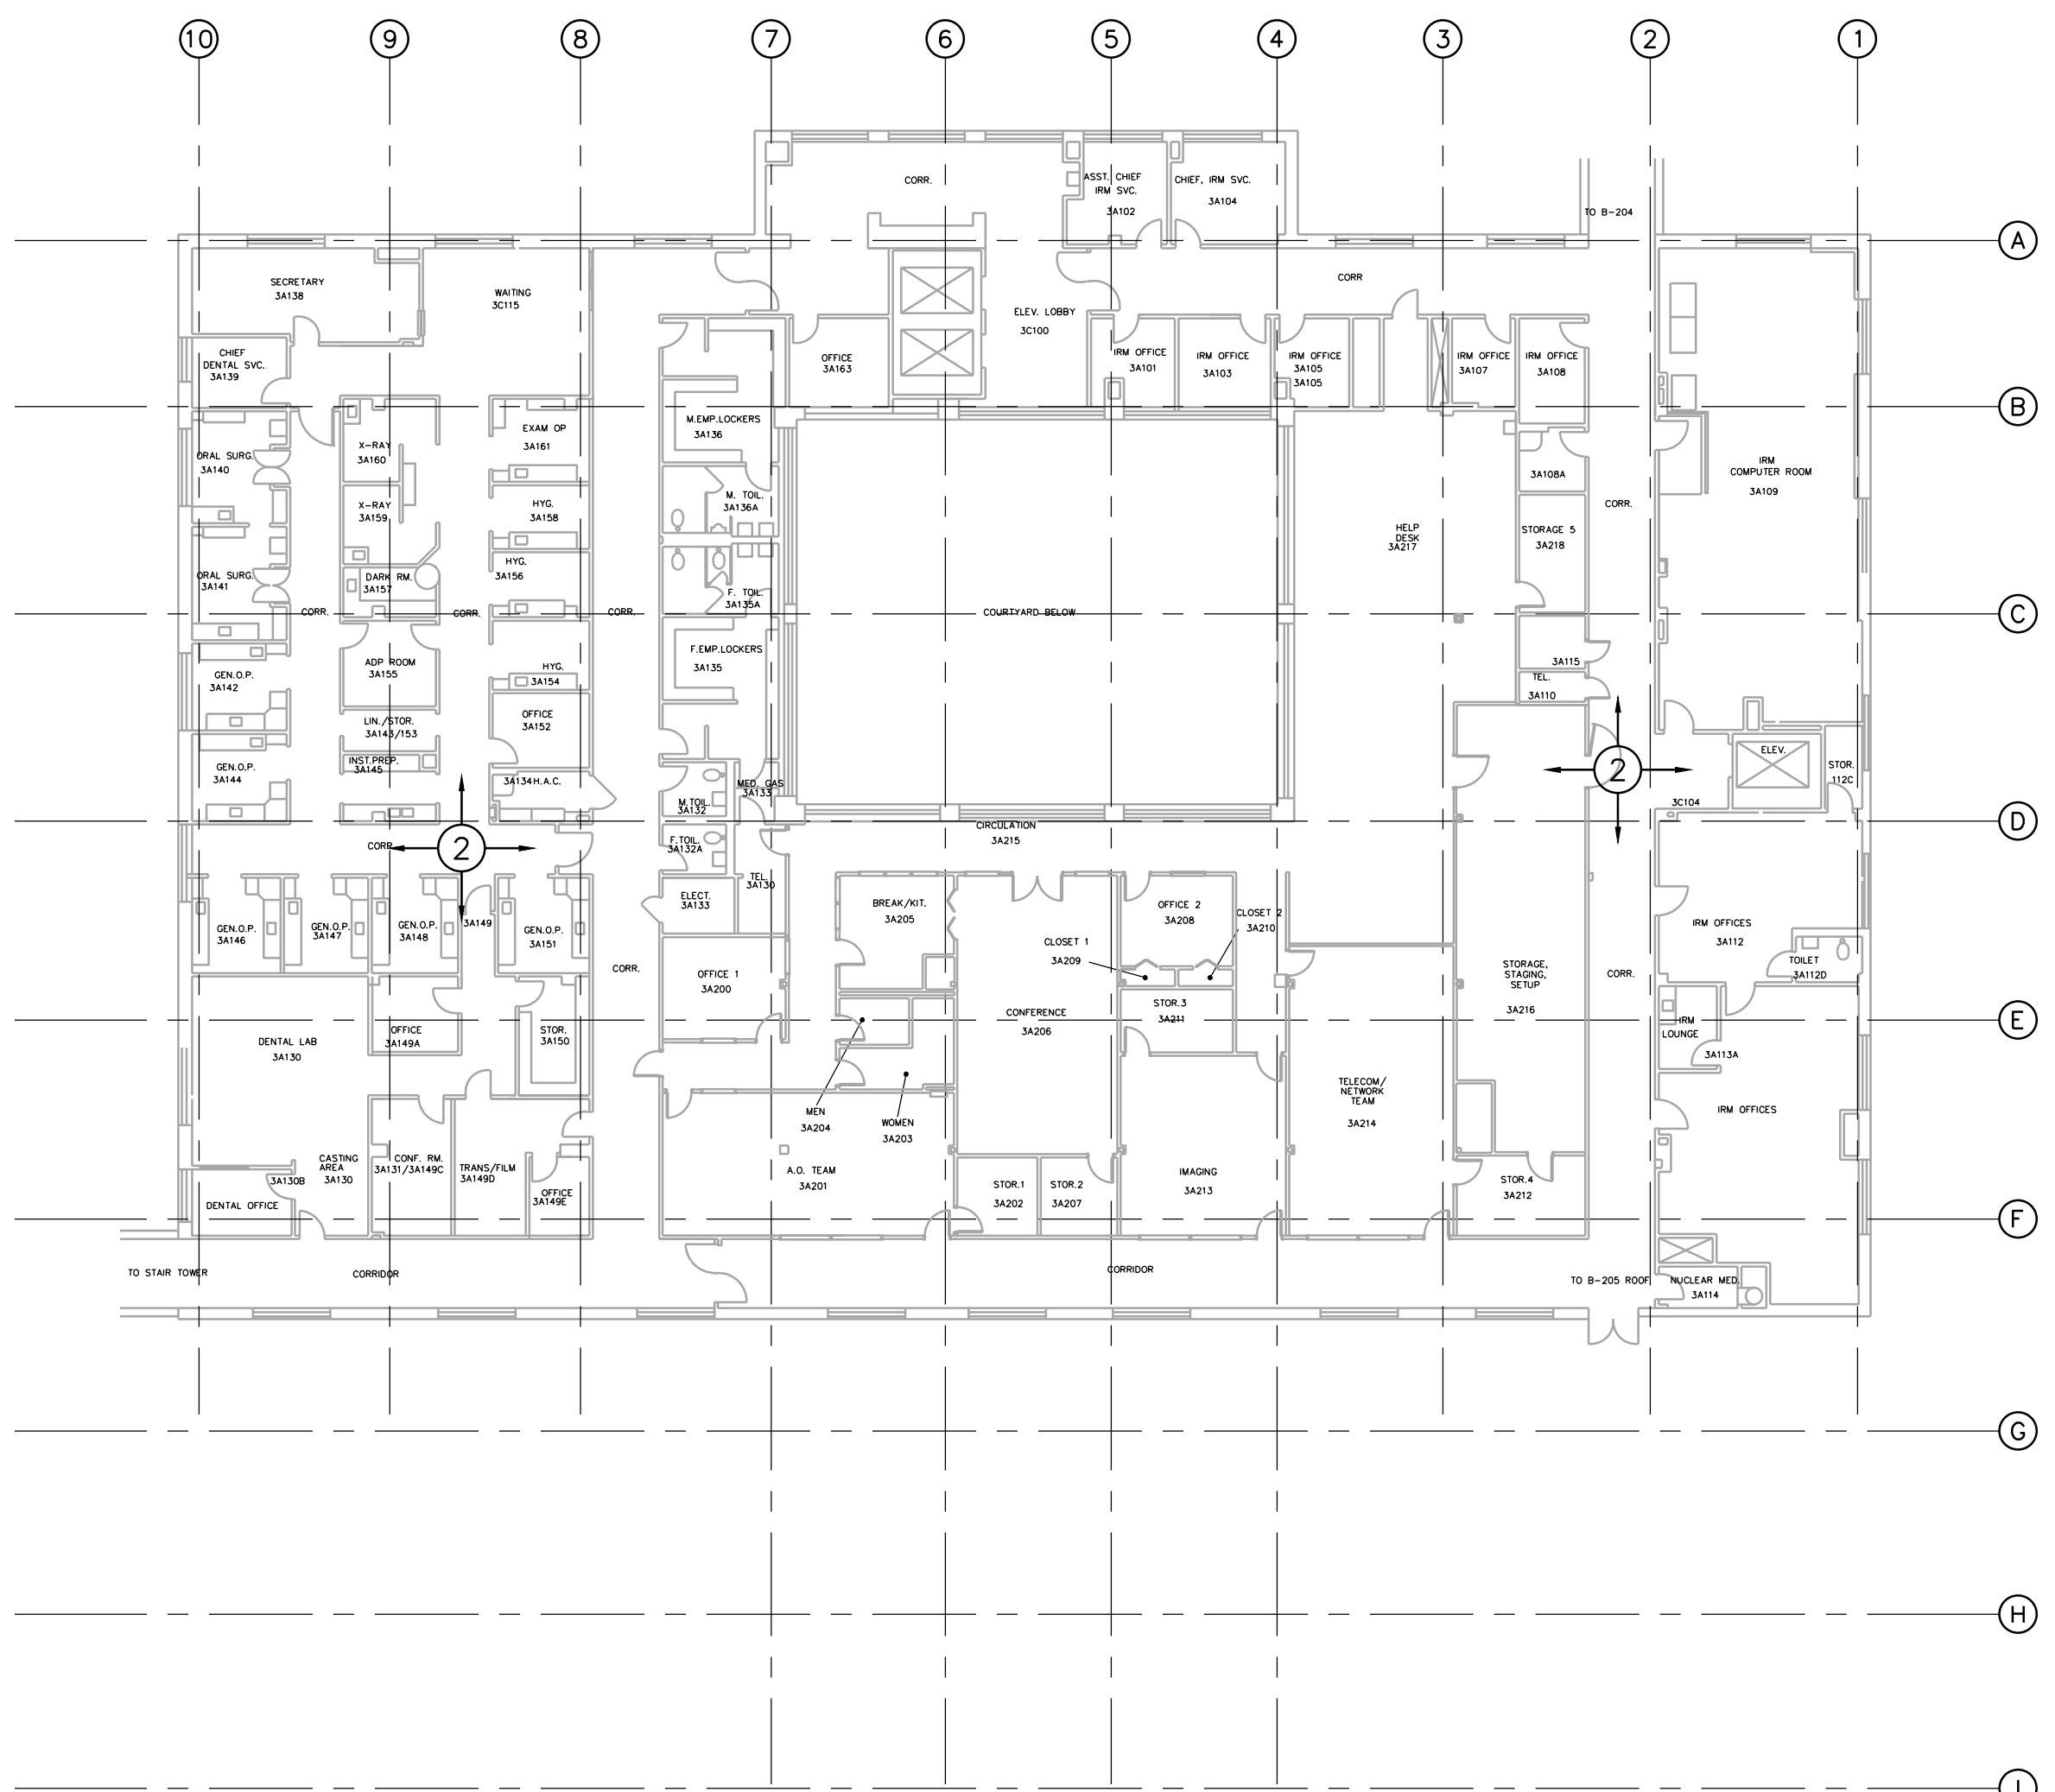 10 9 8 7 6 5 4 3 2 1
CORR.
ASST. CHIEF
IRM SVC.
3A102
CHIEF, IRM SVC.
3A104
TO B-204
A
SECRETARY
3A138
WAITING
3C115
ELEV. LOBBY
3C100
CORR
CHIEF
DENTAL SVC.
3A139
OFFICE
3A163
IRM OFFICE
3A101
IRM OFFICE
3A103
IRM OFFICE
3A105
3A105
IRM OFFICE
3A107
IRM OFFICE
3A108
B
ORAL SURG.
3A140
X-RAY
3A160
EXAM OP
3A161
M.EMP.LOCKERS
3A136
3A108A
IRM
COMPUTER ROOM
3A109
X-RAY
3A159
HYG.
3A158
M. TOIL.
3A136A
HELP
DESK
3A217
STORAGE 5
3A218
CORR.
ORAL SURG.
3A141
DARK RM.
3A157
HYG.
3A156
F. TOIL.
3A135A
CORR.
CORR.
CORR.
COURTYARD BELOW
C
GEN.O.P.
3A142
ADP ROOM
3A155
HYG.
3A154
F.EMP.LOCKERS
3A135
3A115
TEL.
3A110
LIN./STOR.
3A143/153
OFFICE
3A152
GEN.O.P.
3A144
INST.PREP.
3A145
3A134H.A.C.
MED. GAS
3A133
M.TOIL.
3A132
2
ELEV.
STOR.
112C
3C104
D
CORR.
2
F.TOIL.
3A132A
CIRCULATION
3A215
TEL.
3A130
GEN.O.P.
3A146
GEN.O.P.
3A147
GEN.O.P.
3A148
3A149
GEN.O.P.
3A151
ELECT.
3A133
BREAK/KIT.
3A205
OFFICE 2
3A208
CLOSET 2
3A210
CLOSET 1
3A209
IRM OFFICES
3A112
TOILET
3A112D
CORR.
OFFICE 1
3A200
STORAGE,
STAGING,
SETUP
3A216
CORR.
DENTAL LAB
3A130
OFFICE
3A149A
STOR.
3A150
CONFERENCE
3A206
STOR.3
3A211
IRM
LOUNGE
3A113A
E
TELECOM/
NETWORK
TEAM
3A214
MEN
3A204
WOMEN
3A203
IRM OFFICES
CASTING
AREA
3A130
3A130B
CONF. RM.
3A131/3A149C
TRANS/FILM
3A149D
OFFICE
3A149E
A.O. TEAM
3A201
STOR.1
3A202
STOR.2
3A207
IMAGING
3A213
STOR.4
3A212
DENTAL OFFICE
F
TO STAIR TOWER
CORRIDOR
CORRIDOR
TO B-205 ROOF
NUCLEAR MED.
3A114
G
H